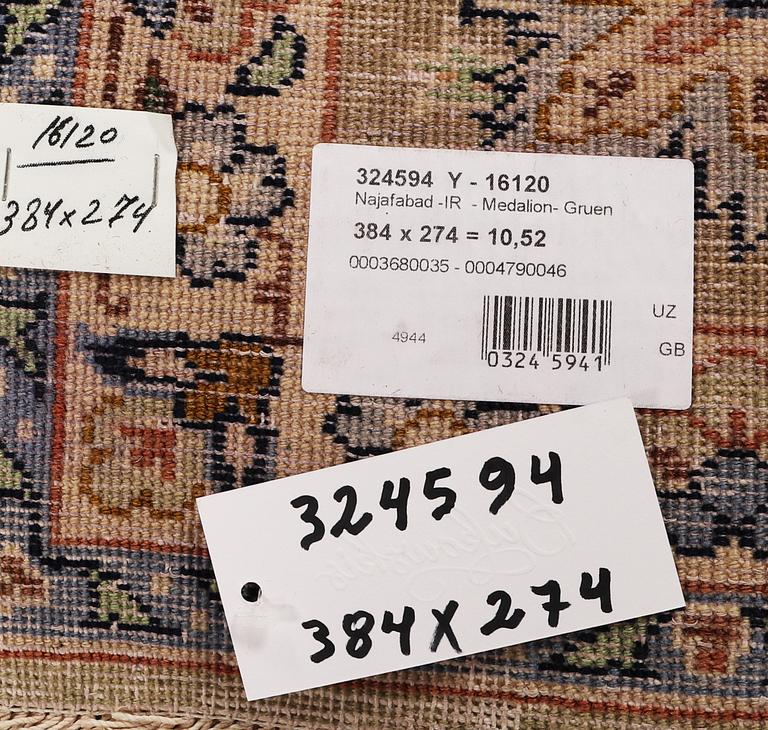 16120
384x274
324594 Y - 16120
Najafabad -IR - Medalion- Gruen
384 x 274 = 10,52
0003680035 - 0004790046
UZ
4944
GB
0324 5941
324594
384X274